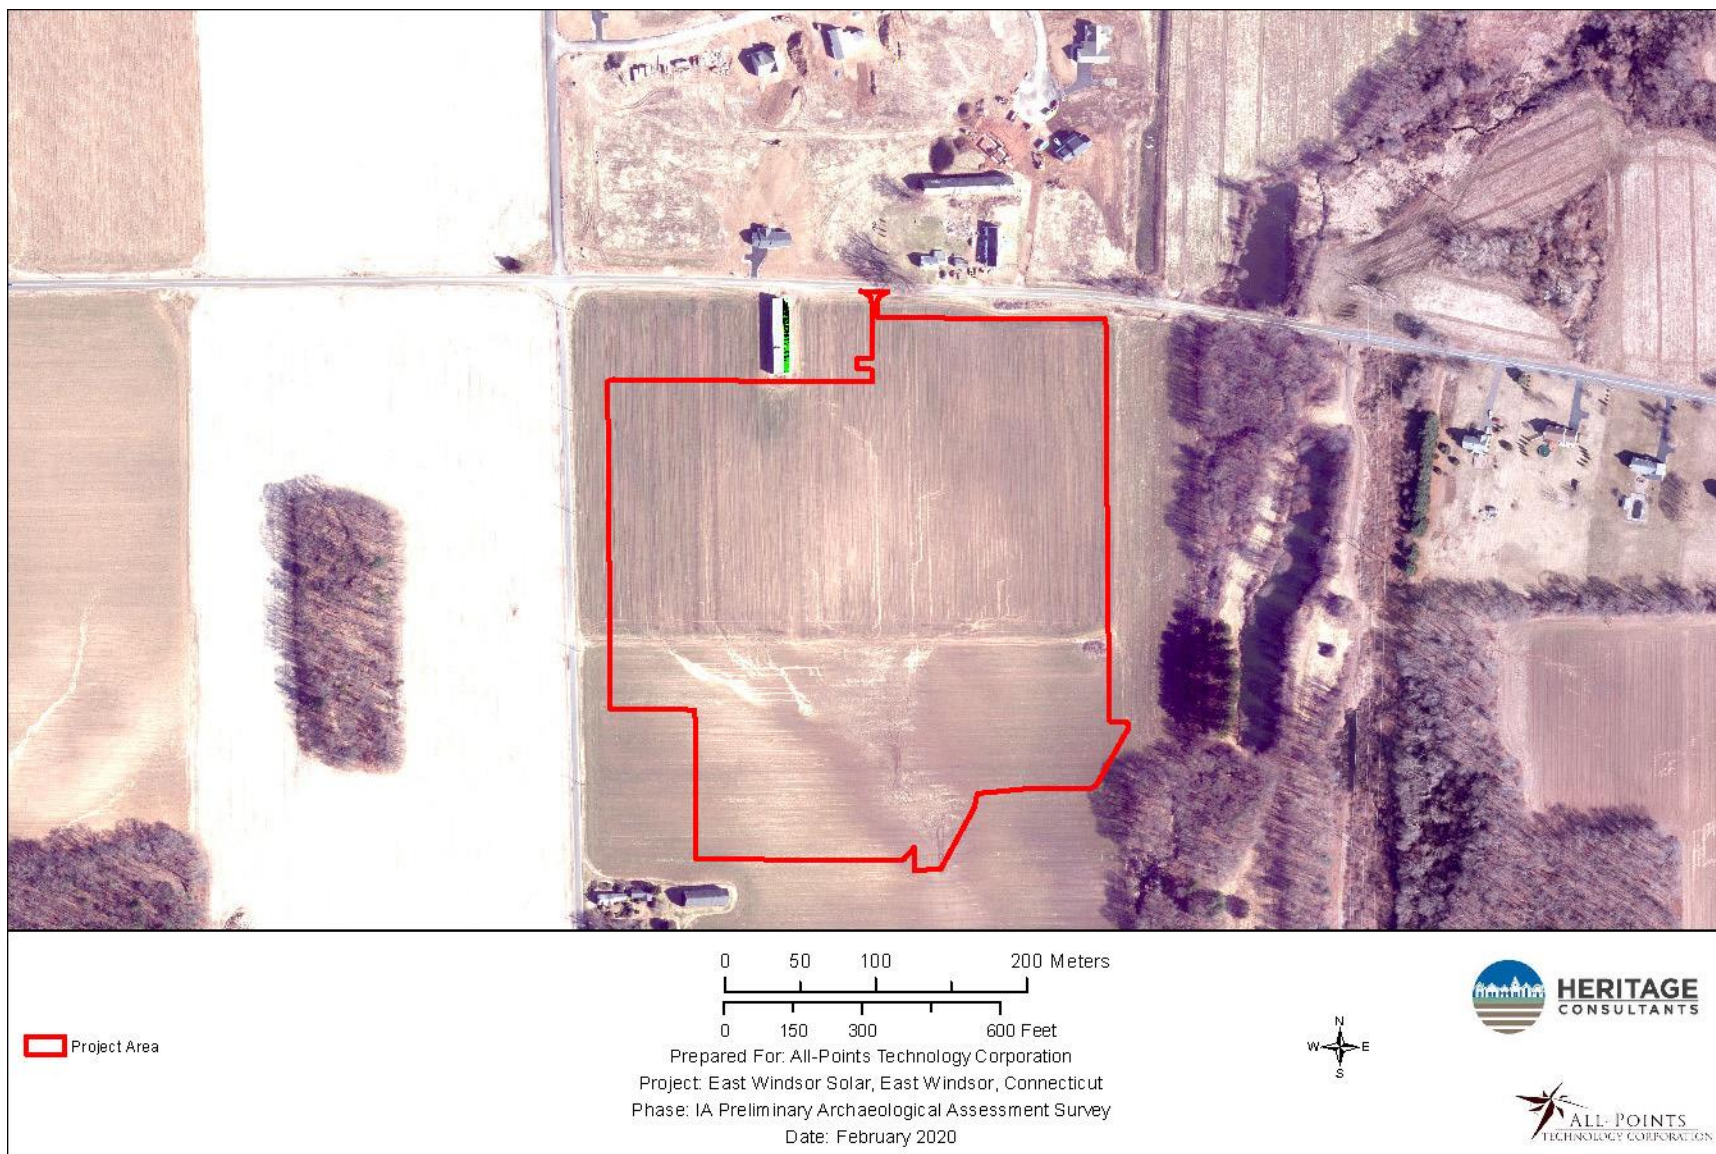 0 50 100 200 Meters
0 150 300 600 Feet
Project Area
Prepared For: All-Points Technology Corporation
Project: East Windsor Solar, East Windsor, Connecticut
Phase: IA Preliminary Archaeological Assessment Survey
Date: February 2020
N
W E
S
HERITAGE
CONSULTANTS
ALL-POINTS
TECHNOLOGY CORPORATION